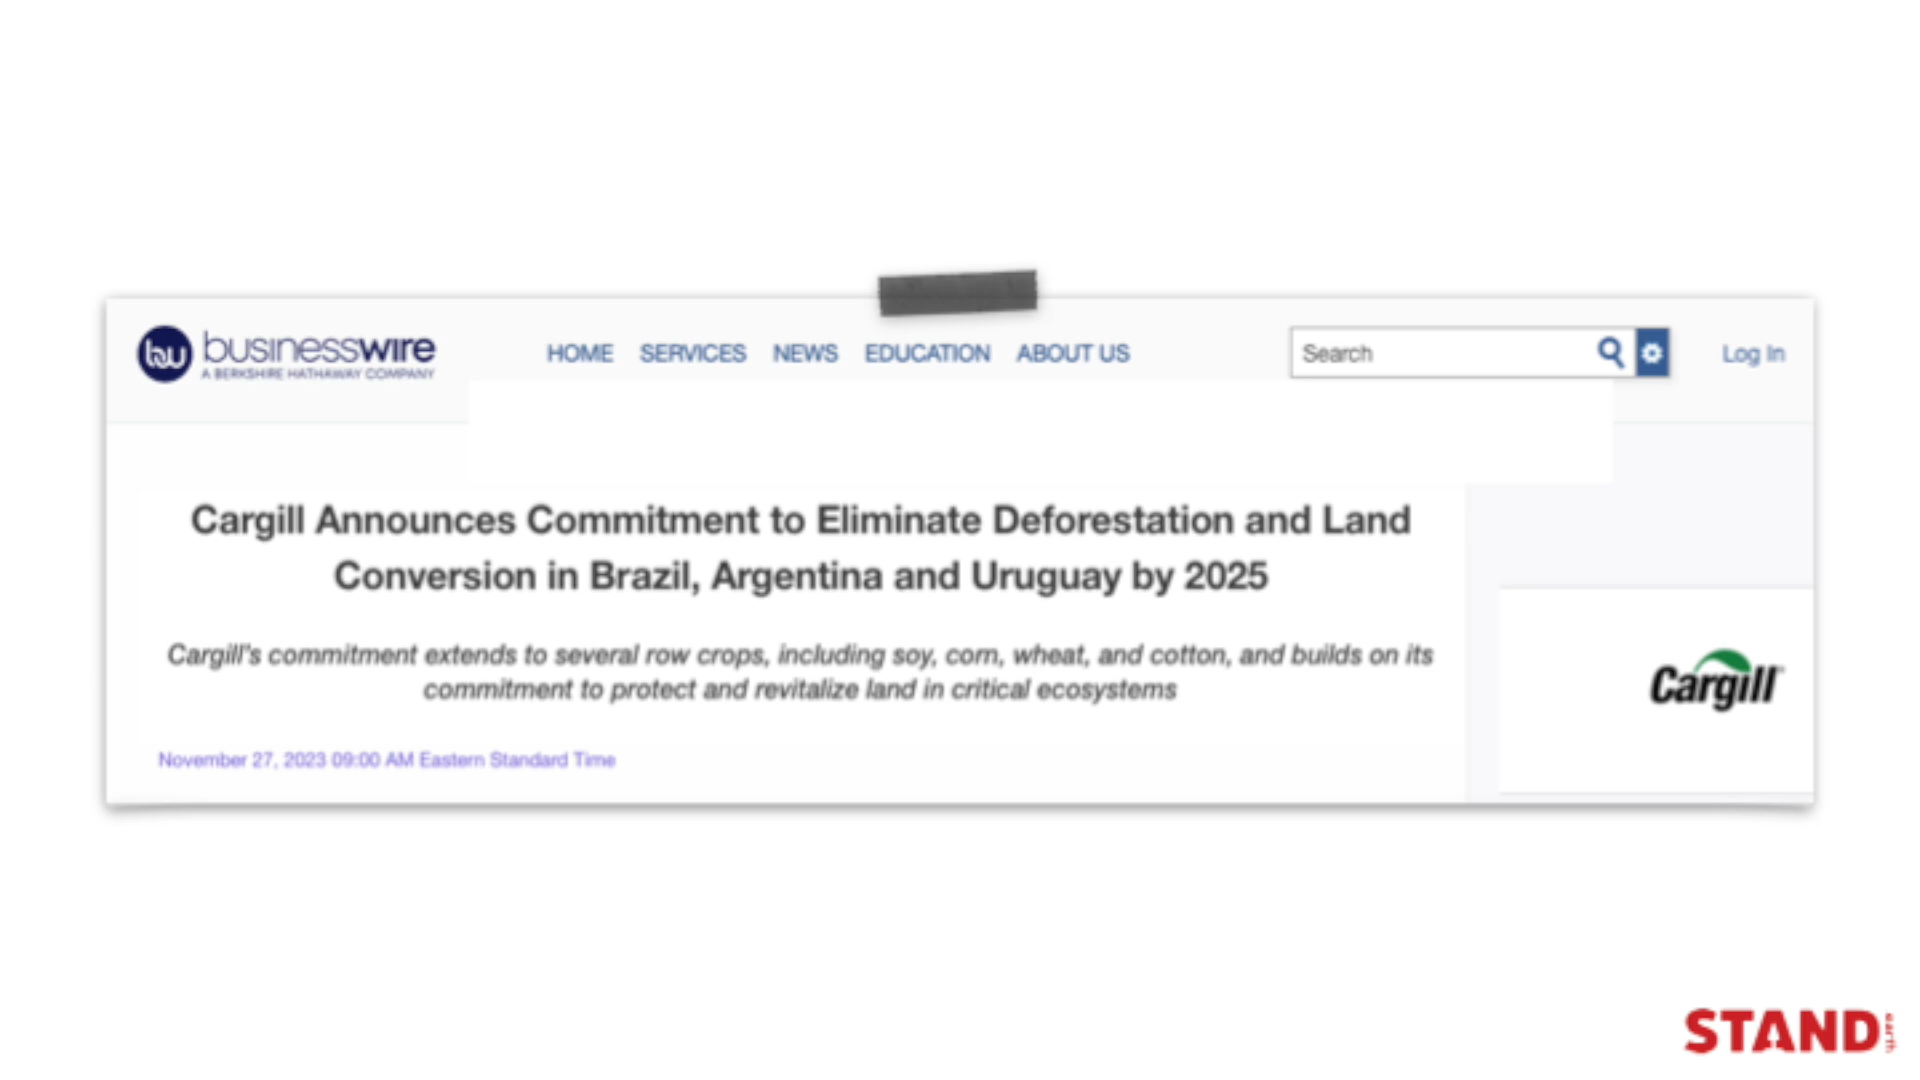 bw businesswire
A BERKSHIRE HATHAWAY COMPANY
HOME SERVICES NEWS EDUCATION ABOUT US
Search
Log In
Cargill Announces Commitment to Eliminate Deforestation and Land
Conversion in Brazil, Argentina and Uruguay by 2025
Cargill's commitment extends to several row crops, including soy, corn, wheat, and cotton, and builds on its
commitment to protect and revitalize land in critical ecosystems
Cargill
November 27, 2023 09:00 AM Eastern Standard Time
STAND.earth